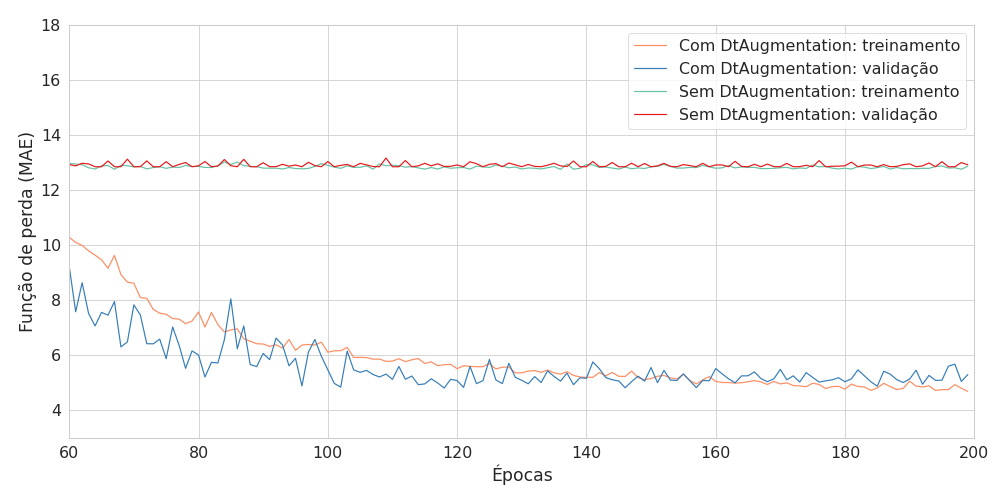 18
16
14
12
10
8
6
4
Função de perda (MAE)
60
80
100
120
140
160
180
200
Épocas
Com DtAugmentation: treinamento
Com DtAugmentation: validação
Sem DtAugmentation: treinamento
Sem DtAugmentation: validação